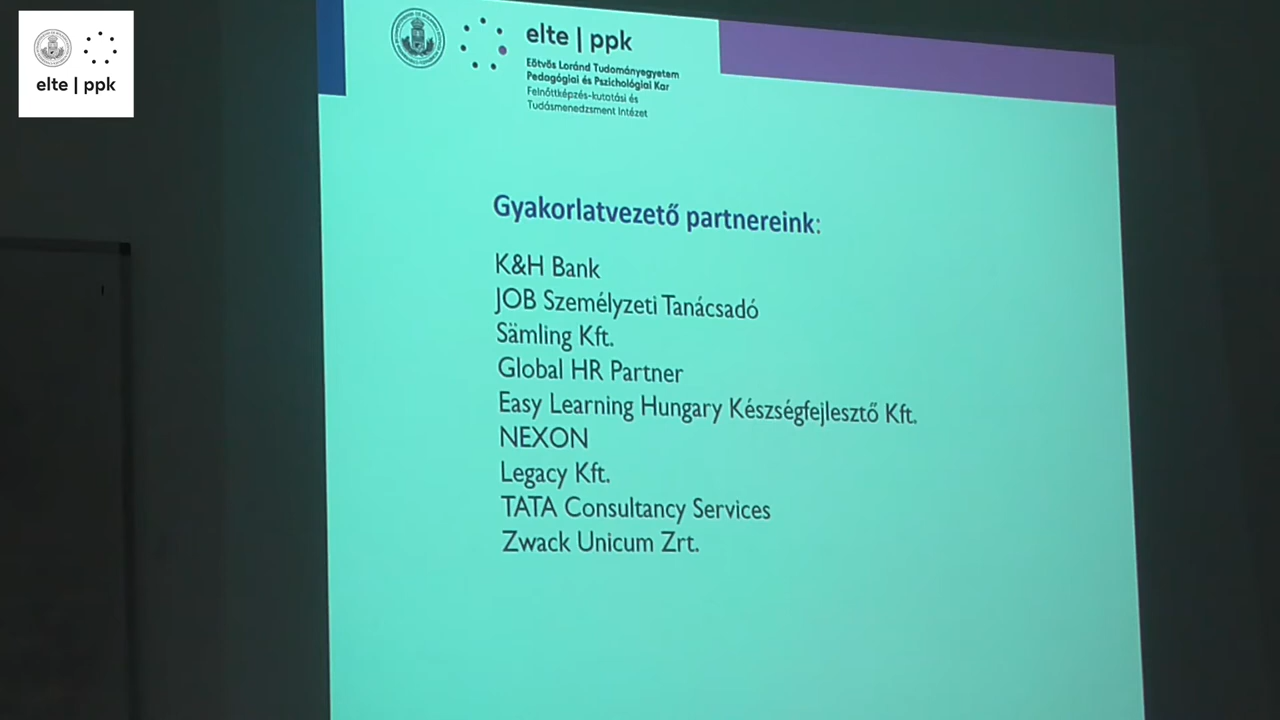 elte | ppk
elte | ppk
Eötvös Loránd Tudományegyetem
Pedagógiai és Pszichológiai Kar
Felnőttképzés-kutatási és
Tudásmenedzsment Intézet
Gyakorlatvezető partnereink:
K&H Bank
JOB Személyzeti Tanácsadó
Sämling Kft.
Global HR Partner
Easy Learning Hungary Készségfejlesztő Kft.
NEXON
Legacy Kft.
TATA Consultancy Services
Zwack Unicum Zrt.